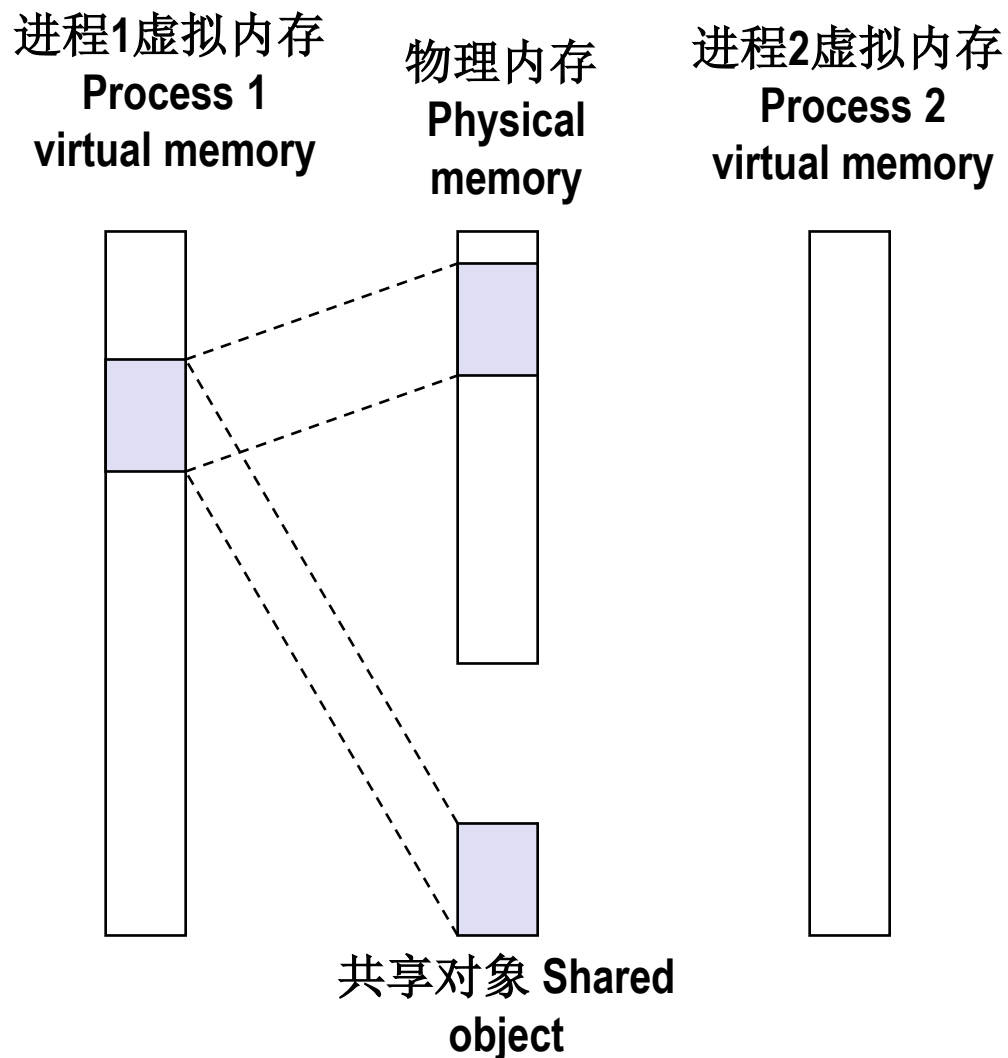 进程1虚拟内存
Process 1
virtual memory
物理内存
Physical
memory
进程2虚拟内存
Process 2
virtual memory
共享对象 Shared
object